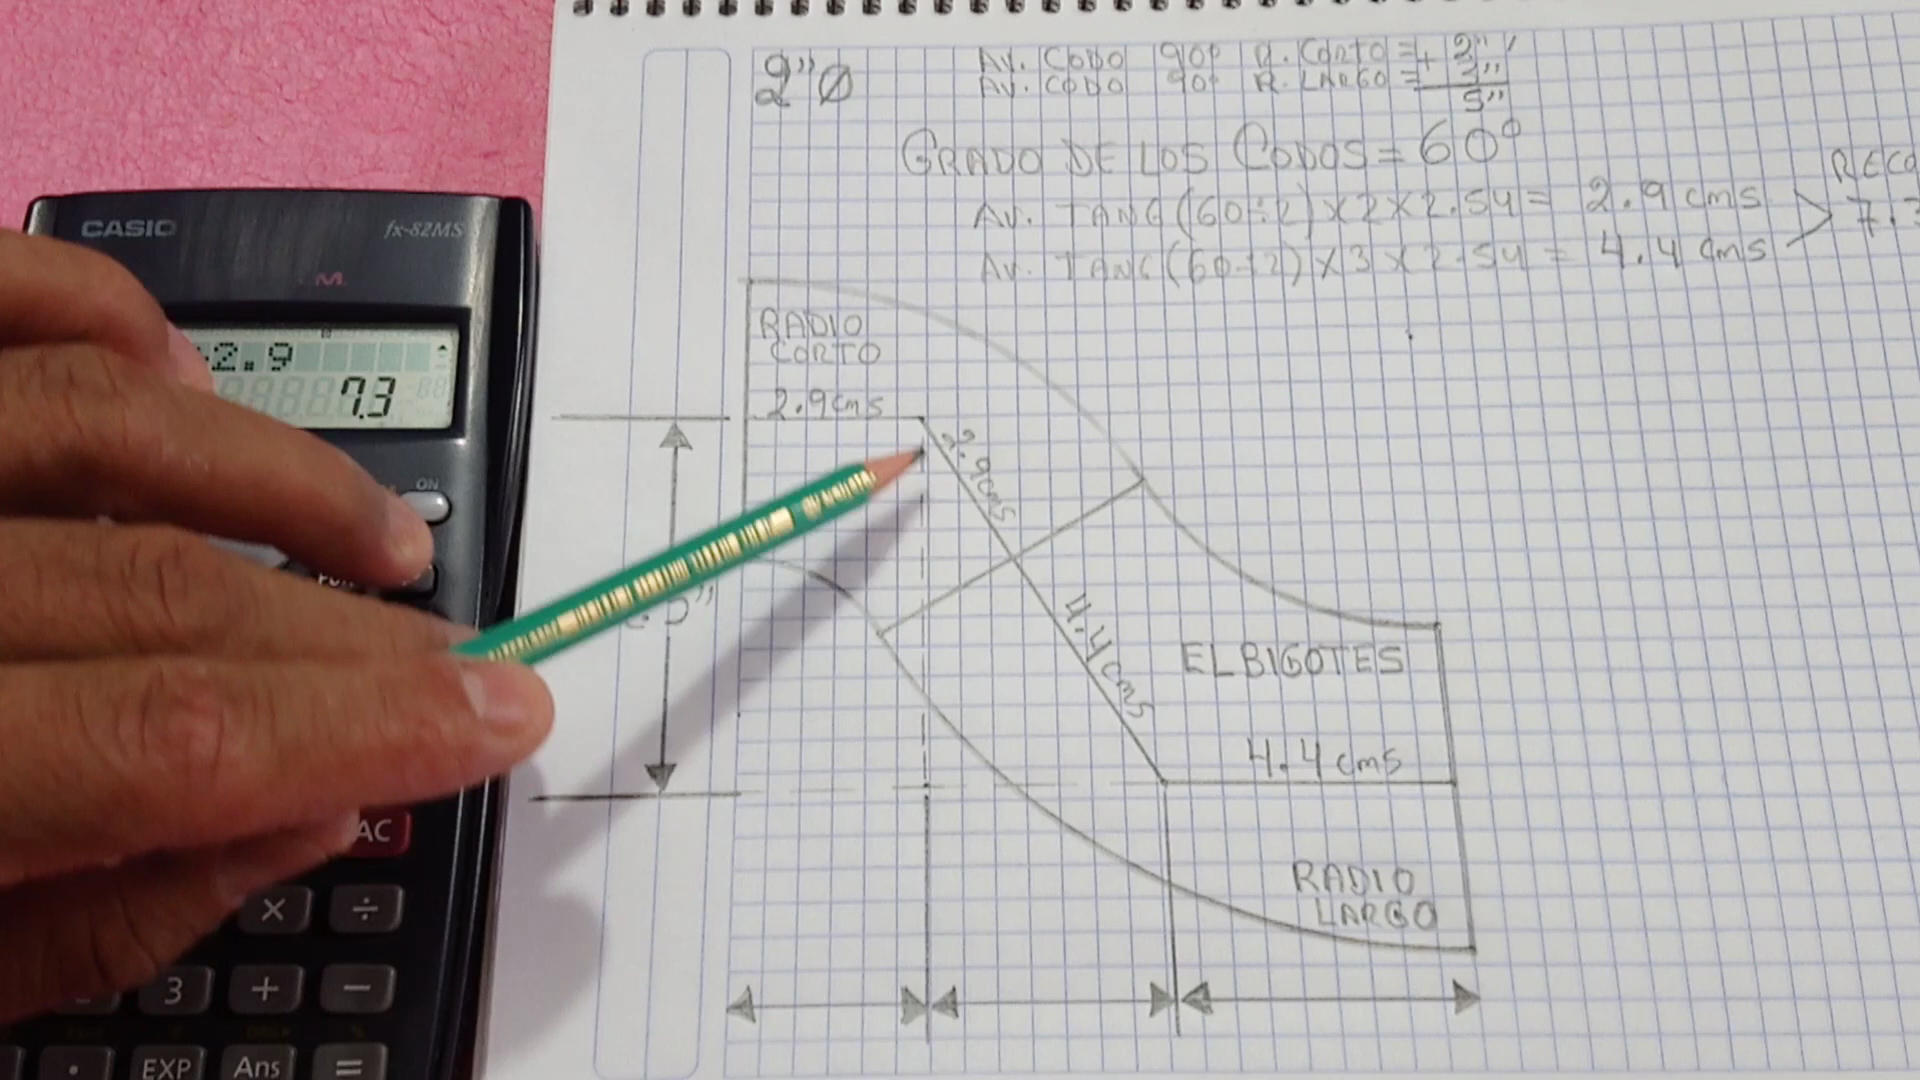 2"Ø
AV. CODO 90° R. CORTO = + 2"
AV. CODO 90° R. LARGO = 3"
5"
GRADO DE LOS CODOS = 60°
AV. TANG (60÷2) X 2 X 2.54 = 2.9 cms
AV. TANG (60÷2) X 3 X 2.54 = 4.4 cms
RECO
7.3
CASIO
fx-82MS
M
2.9
7.3
ON
AC
×
÷
3
+
−
.
EXP
Ans
=
RADIO
CORTO
2.9 cms
2.9 cms
4.4 cms
EL BIGOTES
4.4 cms
RADIO
LARGO